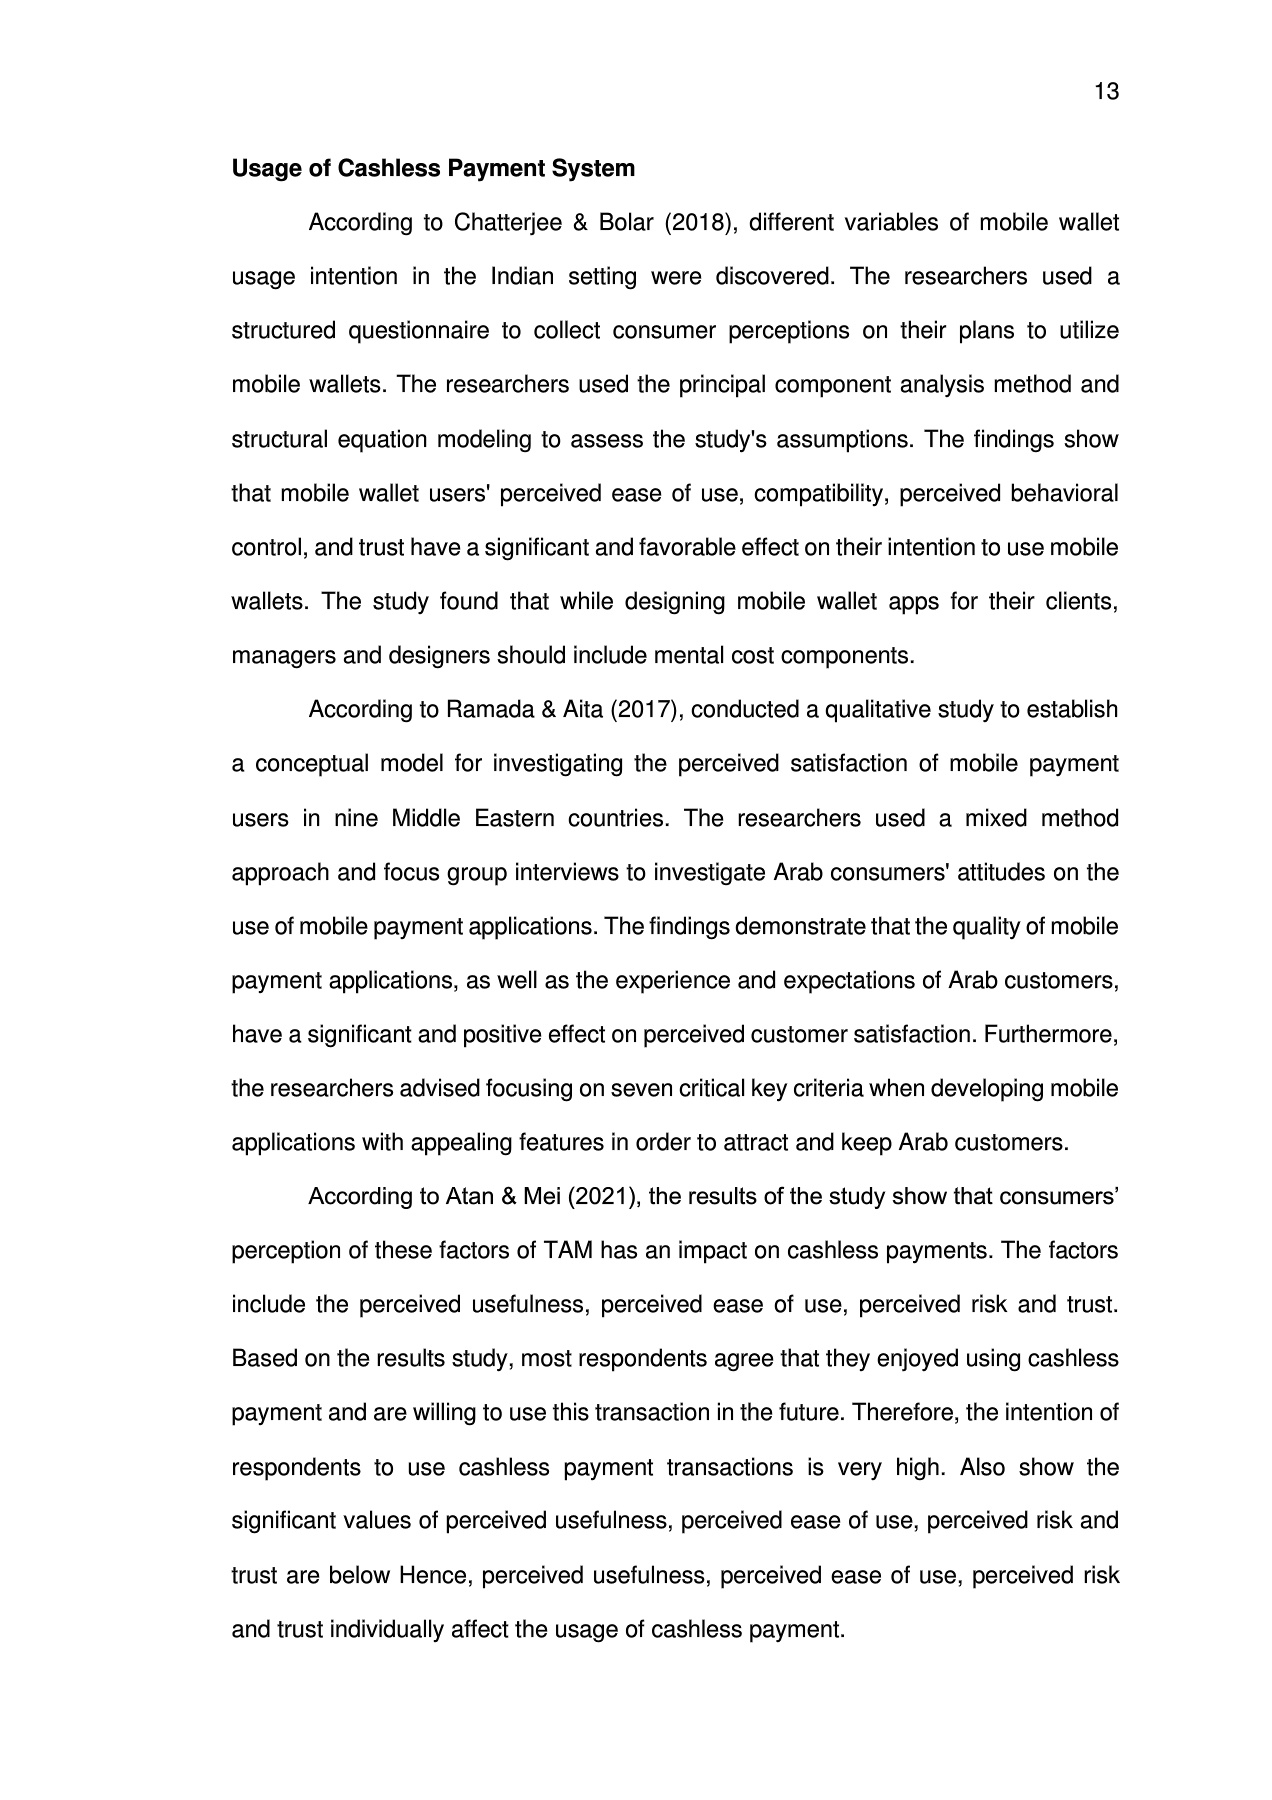 13
Usage of Cashless Payment System
According to Chatterjee & Bolar (2018), different variables of mobile wallet
usage intention in the Indian setting were discovered. The researchers used a
structured questionnaire to collect consumer perceptions on their plans to utilize
mobile wallets. The researchers used the principal component analysis method and
structural equation modeling to assess the study's assumptions. The findings show
that mobile wallet users' perceived ease of use, compatibility, perceived behavioral
control, and trust have a significant and favorable effect on their intention to use mobile
wallets. The study found that while designing mobile wallet apps for their clients,
managers and designers should include mental cost components.
According to Ramada & Aita (2017), conducted a qualitative study to establish
a conceptual model for investigating the perceived satisfaction of mobile payment
users in nine Middle Eastern countries. The researchers used a mixed method
approach and focus group interviews to investigate Arab consumers' attitudes on the
use of mobile payment applications. The findings demonstrate that the quality of mobile
payment applications, as well as the experience and expectations of Arab customers,
have a significant and positive effect on perceived customer satisfaction. Furthermore,
the researchers advised focusing on seven critical key criteria when developing mobile
applications with appealing features in order to attract and keep Arab customers.
According to Atan & Mei (2021), the results of the study show that consumers’
perception of these factors of TAM has an impact on cashless payments. The factors
include the perceived usefulness, perceived ease of use, perceived risk and trust.
Based on the results study, most respondents agree that they enjoyed using cashless
payment and are willing to use this transaction in the future. Therefore, the intention of
respondents to use cashless payment transactions is very high. Also show the
significant values of perceived usefulness, perceived ease of use, perceived risk and
trust are below Hence, perceived usefulness, perceived ease of use, perceived risk
and trust individually affect the usage of cashless payment.